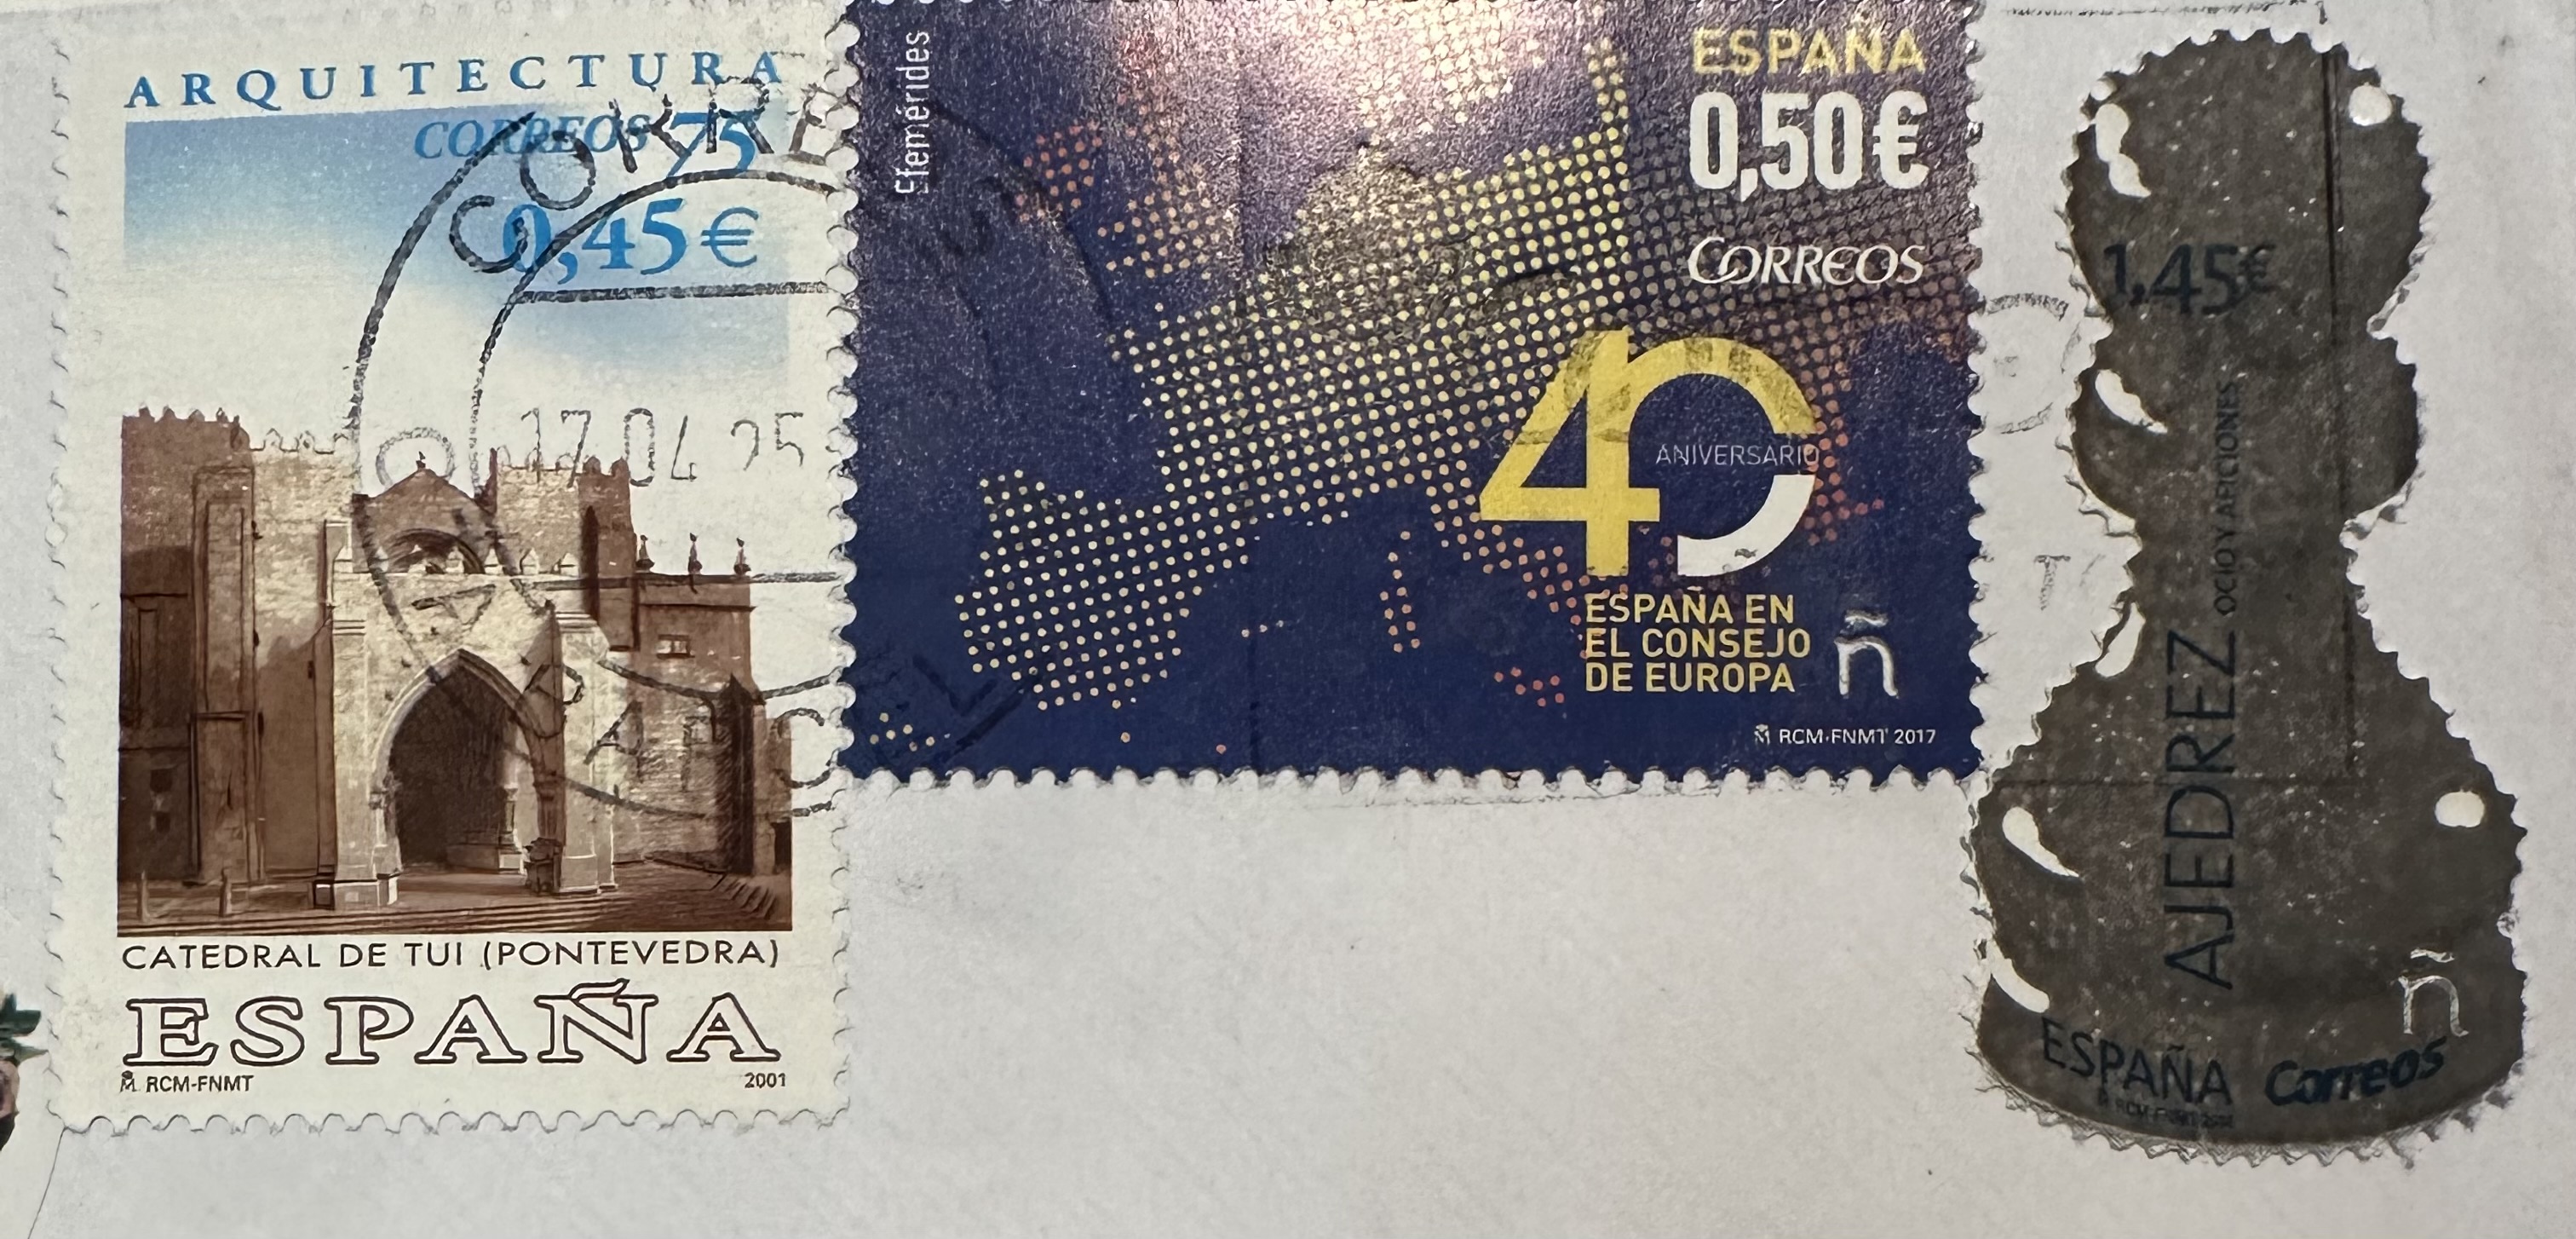 ARQUITECTURA
CORREOS 75
0,45 €
CORRE
17 04 25
CATEDRAL DE TUI (PONTEVEDRA)
ESPAÑA
RCM-FNMT 2001
Efemérides
ESPAÑA
0,50€
CORREOS
40
ANIVERSARIO
ESPAÑA EN
EL CONSEJO
DE EUROPA
ñ
RCM-FNMT 2017
1,45€
AJEDREZ
OCIO Y AFICIONES
ñ
ESPAÑA Correos